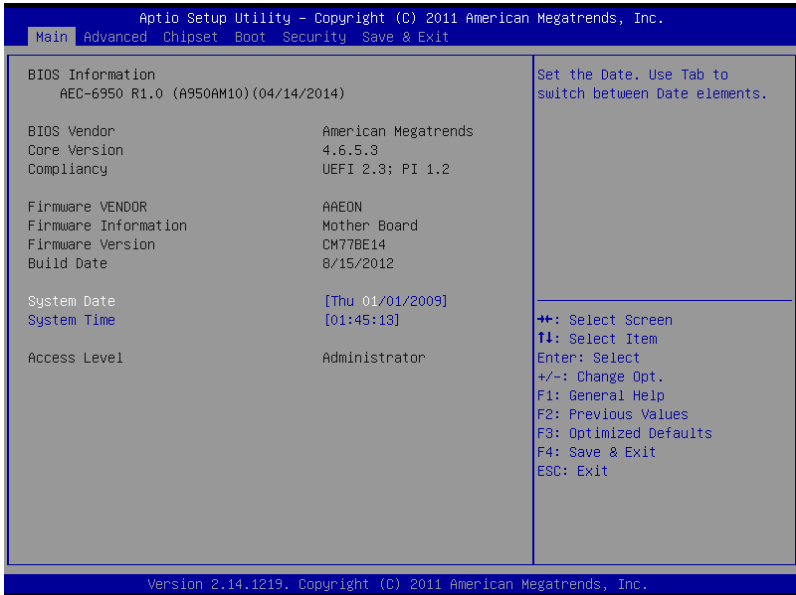 Aptio Setup Utility – Copyright (C) 2011 American Megatrends, Inc.
Main Advanced Chipset Boot Security Save & Exit
BIOS Information
AEC-6950 R1.0 (A950AM10)(04/14/2014)
BIOS Vendor American Megatrends
Core Version 4.6.5.3
Compliancy UEFI 2.3; PI 1.2
Firmware VENDOR AAEON
Firmware Information Mother Board
Firmware Version CM77BE14
Build Date 8/15/2012
System Date [Thu 01/01/2009]
System Time [01:45:13]
Access Level Administrator
Set the Date. Use Tab to
switch between Date elements.
→←: Select Screen
↑↓: Select Item
Enter: Select
+/-: Change Opt.
F1: General Help
F2: Previous Values
F3: Optimized Defaults
F4: Save & Exit
ESC: Exit
Version 2.14.1219. Copyright (C) 2011 American Megatrends, Inc.